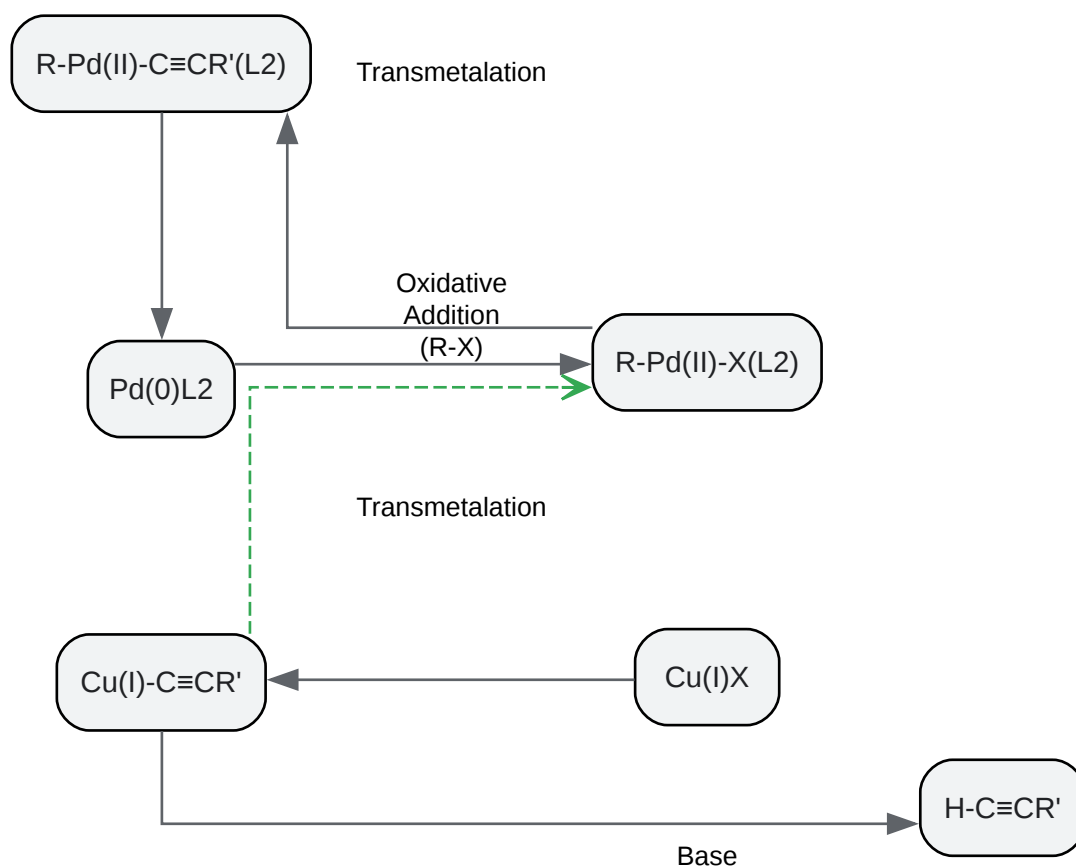 R-Pd(II)-C≡CR'(L2)
Transmetalation
Oxidative
Addition
(R-X)
R-Pd(II)-X(L2)
Pd(0)L2
Transmetalation
Cu(I)-C≡CR'
Cu(I)X
H-C≡CR'
Base